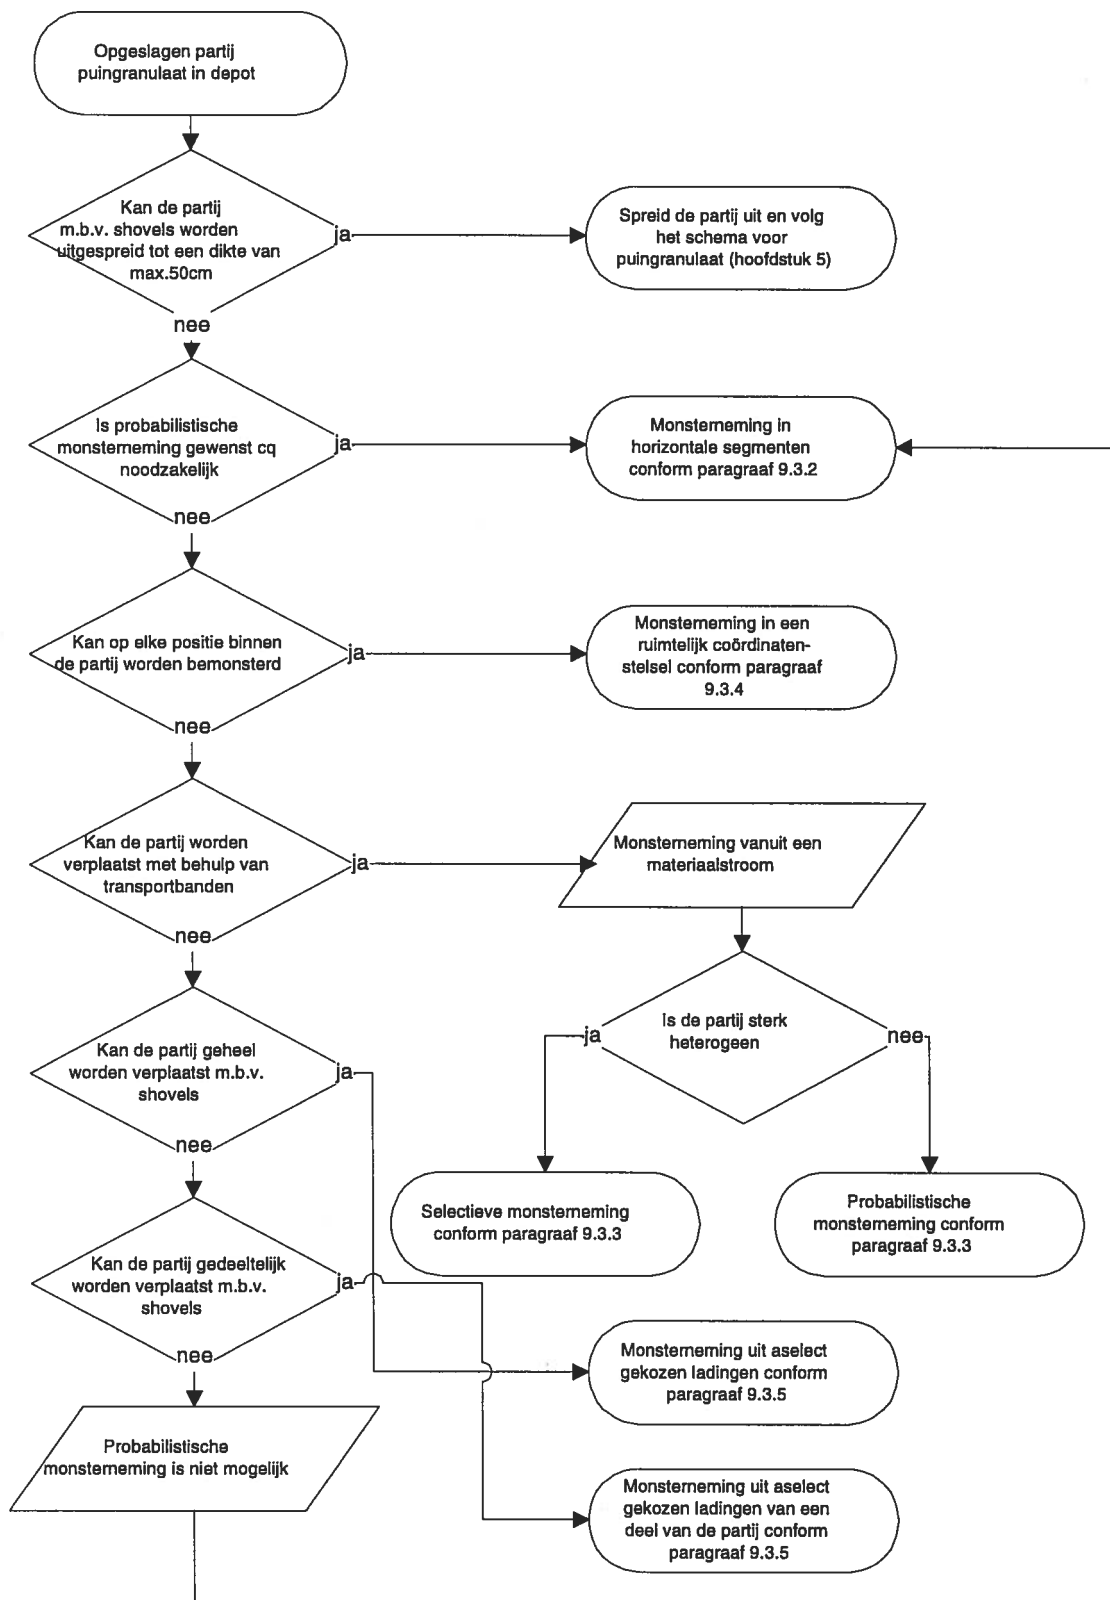 Opgeslagen partij
puingranulaat in depot
Kan de partij
m.b.v. shovels worden
uitgespreid tot een dikte van
max.50cm
ja
Spreid de partij uit en volg
het schema voor
puingranulaat (hoofdstuk 5)
nee
Is probabilistische
monsterneming gewenst cq
noodzakelijk
ja
Monsterneming in
horizontale segmenten
conform paragraaf 9.3.2
nee
Kan op elke positie binnen
de partij worden bemonsterd
ja
Monsterneming in een
ruimtelijk coördinaten-
stelsel conform paragraaf
9.3.4
nee
Kan de partij worden
verplaatst met behulp van
transportbanden
ja
Monsterneming vanuit een
materiaalstroom
nee
Is de partij sterk
heterogeen
ja
nee
Kan de partij geheel
worden verplaatst m.b.v.
shovels
ja
nee
Selectieve monsterneming
conform paragraaf 9.3.3
Probabilistische
monsterneming conform
paragraaf 9.3.3
Kan de partij gedeeltelijk
worden verplaatst m.b.v.
shovels
ja
nee
Monsterneming uit aselect
gekozen ladingen conform
paragraaf 9.3.5
Probabilistische
monsterneming is niet mogelijk
Monsterneming uit aselect
gekozen ladingen van een
deel van de partij conform
paragraaf 9.3.5